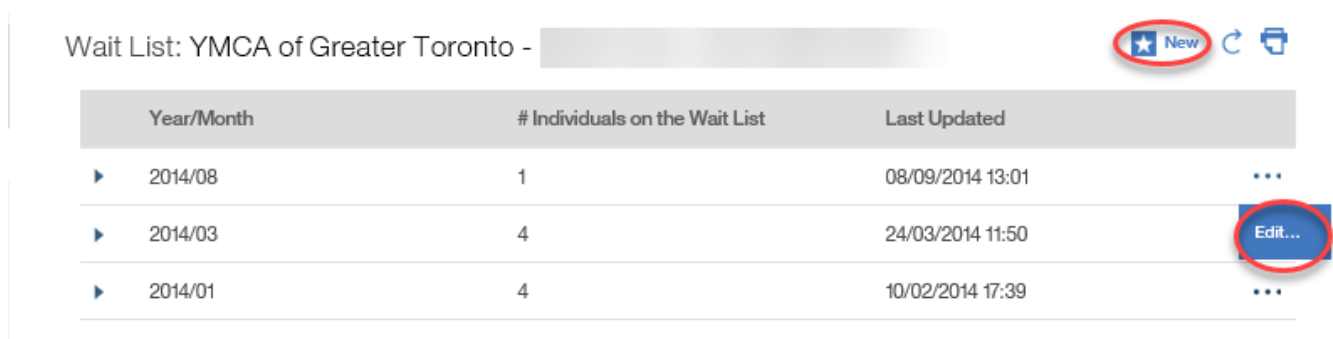 Wait List: YMCA of Greater Toronto - New
Year/Month # Individuals on the Wait List Last Updated
2014/08 1 08/09/2014 13:01 ...
2014/03 4 24/03/2014 11:50 Edit...
2014/01 4 10/02/2014 17:39 ...